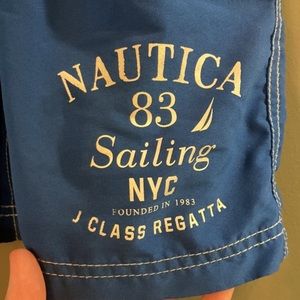 NAUTICA
83
Sailing
NYC
FOUNDED IN 1983
J CLASS REGATTA